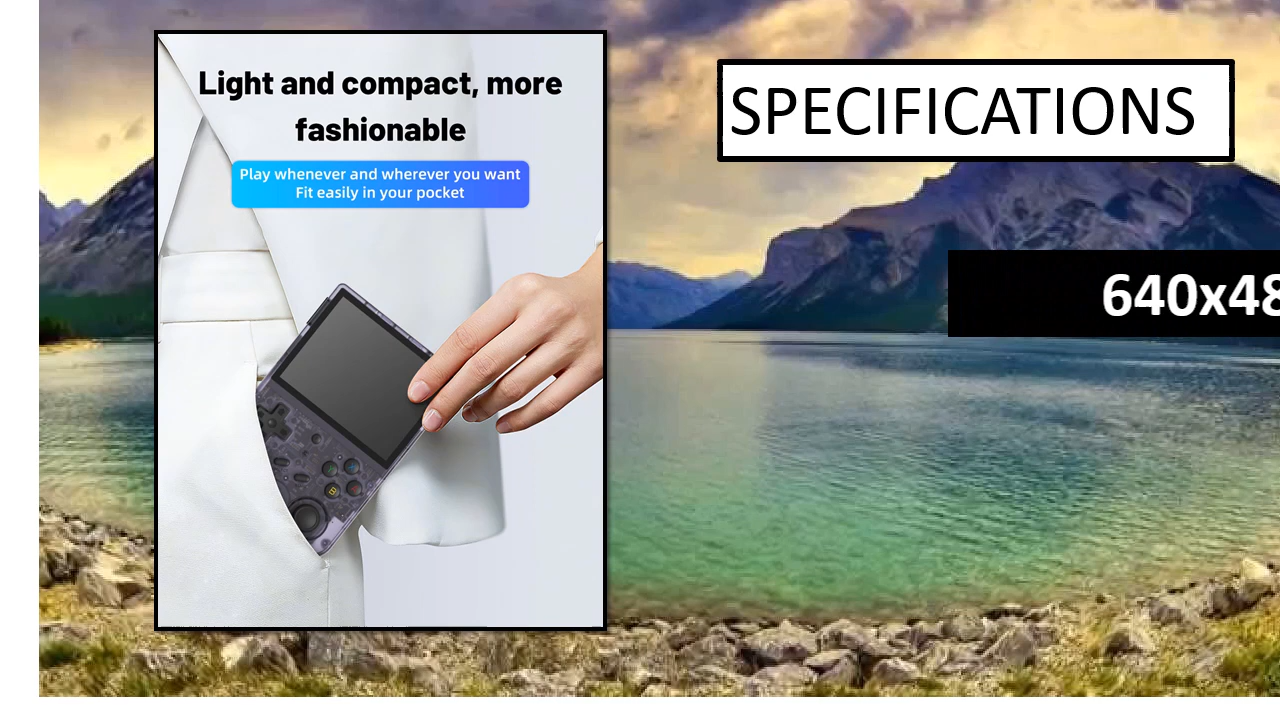 Light and compact, more
fashionable
Play whenever and wherever you want
Fit easily in your pocket
SPECIFICATIONS
640x48